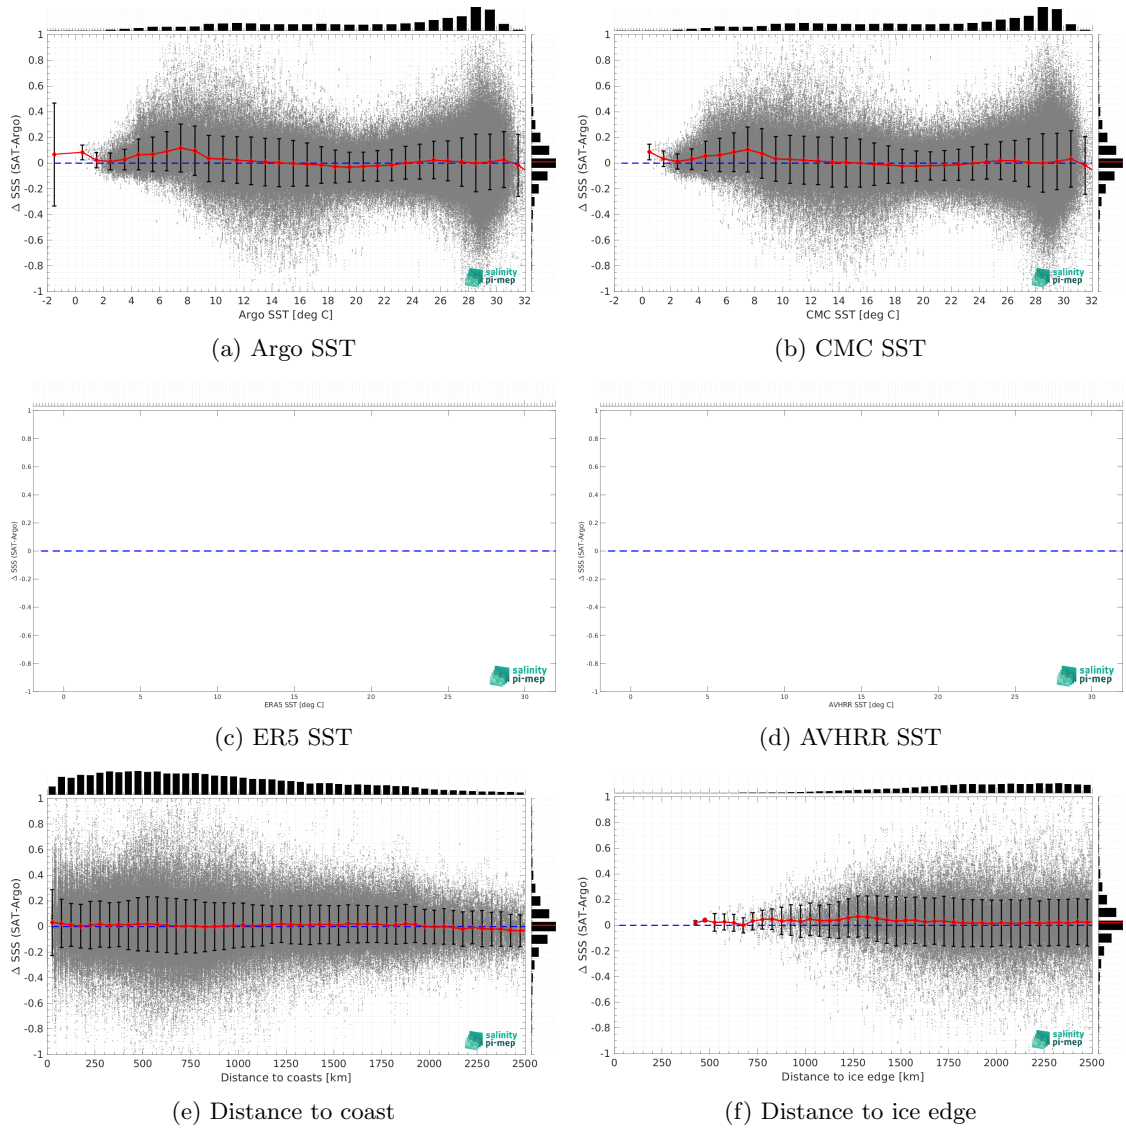 1
0.8
0.6
0.4
0.2
0
-0.2
-0.4
-0.6
-0.8
-1
Δ SSS (SAT-Argo)
-2 0 2 4 6 8 10 12 14 16 18 20 22 24 26 28 30 32
Argo SST [deg C]
salinity
pi-mep
(a) Argo SST
1
0.8
0.6
0.4
0.2
0
-0.2
-0.4
-0.6
-0.8
-1
Δ SSS (SAT-Argo)
-2 0 2 4 6 8 10 12 14 16 18 20 22 24 26 28 30 32
CMC SST [deg C]
salinity
pi-mep
(b) CMC SST
1
0.8
0.6
0.4
0.2
0
-0.2
-0.4
-0.6
-0.8
-1
Δ SSS (SAT-Argo)
0 5 10 15 20 25 30
ERA5 SST [deg C]
salinity
pi-mep
(c) ER5 SST
1
0.8
0.6
0.4
0.2
0
-0.2
-0.4
-0.6
-0.8
-1
Δ SSS (SAT-Argo)
0 5 10 15 20 25 30
AVHRR SST [deg C]
salinity
pi-mep
(d) AVHRR SST
1
0.8
0.6
0.4
0.2
0
-0.2
-0.4
-0.6
-0.8
-1
Δ SSS (SAT-Argo)
0 250 500 750 1000 1250 1500 1750 2000 2250 2500
Distance to coasts [km]
salinity
pi-mep
(e) Distance to coast
1
0.8
0.6
0.4
0.2
0
-0.2
-0.4
-0.6
-0.8
-1
Δ SSS (SAT-Argo)
0 250 500 750 1000 1250 1500 1750 2000 2250 2500
Distance to ice edge [km]
salinity
pi-mep
(f) Distance to ice edge